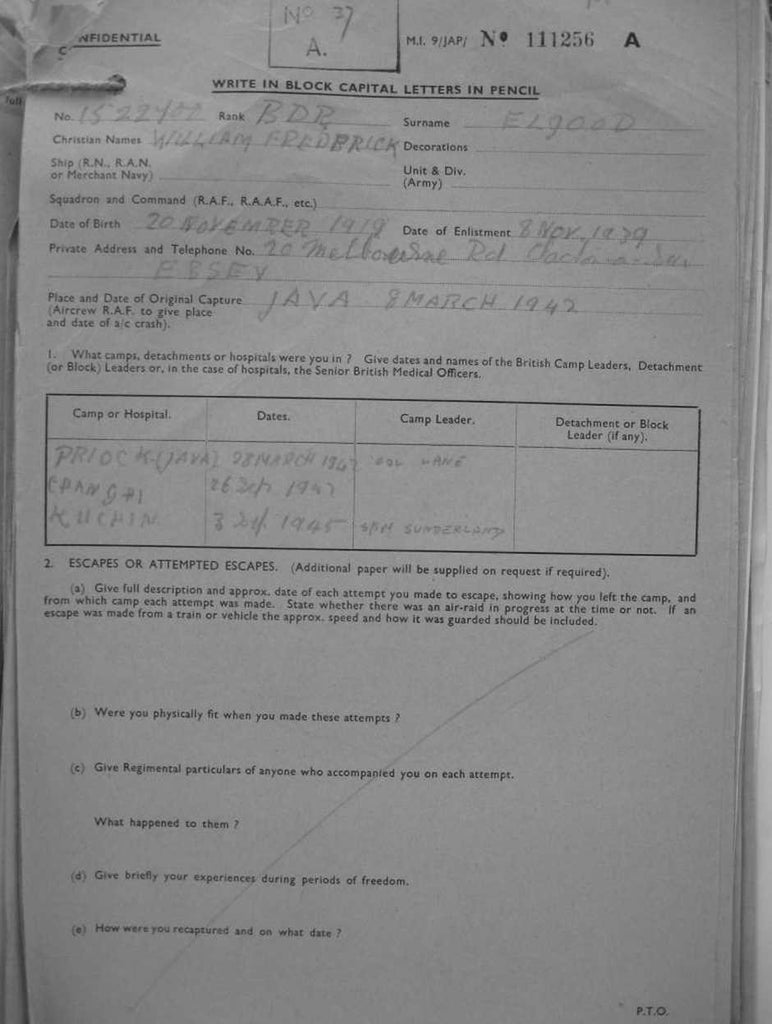 NFIDENTIAL
C
Nº 37
A.
M.I. 9/JAP/ Nº 111256 A
WRITE IN BLOCK CAPITAL LETTERS IN PENCIL
full
No. Rank BDR Surname ELGOOD
Christian Names WILLIAM FREDERICK Decorations
Ship (R.N., R.A.N. or Merchant Navy)
Unit & Div. (Army)
Squadron and Command (R.A.F., R.A.A.F., etc.)
Date of Birth 20 NOVEMBER 1919 Date of Enlistment 8 NOV. 1939
Private Address and Telephone No. 20 Melbourne Rd
Place and Date of Original Capture JAVA 8 MARCH 1942
(Aircrew R.A.F. to give place
and date of a/c crash).
1. What camps, detachments or hospitals were you in ? Give dates and names of the British Camp Leaders, Detachment
(or Block) Leaders or, in the case of hospitals, the Senior British Medical Officers.
Camp or Hospital. Dates. Camp Leader. Detachment or Block
Leader (if any).
PRIOCK (JAVA) 28 MARCH 1942 COL LANE
1942
KUCHIN 1945 SUNDERLAND
2. ESCAPES OR ATTEMPTED ESCAPES. (Additional paper will be supplied on request if required).
(a) Give full description and approx. date of each attempt you made to escape, showing how you left the camp, and
from which camp each attempt was made. State whether there was an air-raid in progress at the time or not. If an
escape was made from a train or vehicle the approx. speed and how it was guarded should be included.
(b) Were you physically fit when you made these attempts ?
(c) Give Regimental particulars of anyone who accompanied you on each attempt.
What happened to them ?
(d) Give briefly your experiences during periods of freedom.
(e) How were you recaptured and on what date ?
P.T.O.